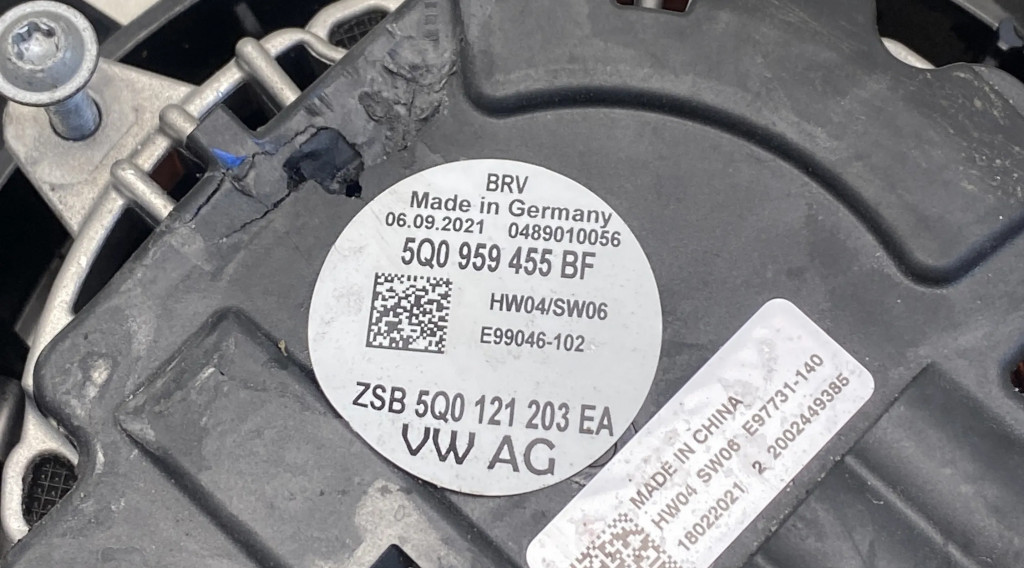 BRV
Made in Germany
06.09.2021 0489010056
5Q0 959 455 BF
HW04/SW06
E99046-102
ZSB 5Q0 121 203 EA
VW AG
MADE IN CHINA
HW04 SW06 E97731-140
18022021/ 2 2002449385